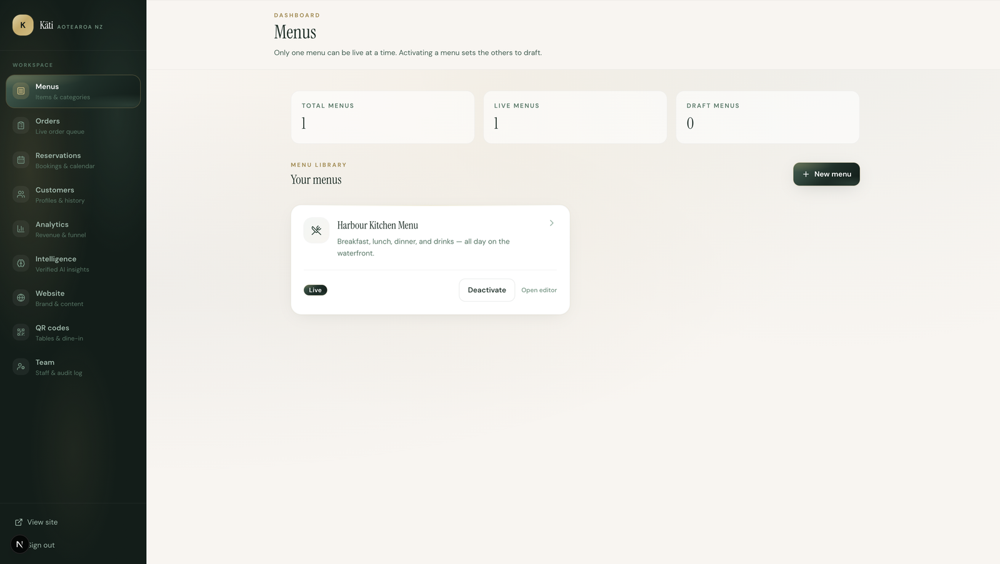 K
Kāti AOTEAROA NZ
WORKSPACE
Menus
Items & categories
Orders
Live order queue
Reservations
Bookings & calendar
Customers
Profiles & history
Analytics
Revenue & funnel
Intelligence
Verified AI insights
Website
Brand & content
QR codes
Tables & dine-in
Team
Staff & audit log
View site
N
Sign out
DASHBOARD
Menus
Only one menu can be live at a time. Activating a menu sets the others to draft.
TOTAL MENUS
1
LIVE MENUS
1
DRAFT MENUS
0
MENU LIBRARY
Your menus
New menu
Harbour Kitchen Menu
Breakfast, lunch, dinner, and drinks — all day on the
waterfront.
Live
Deactivate
Open editor